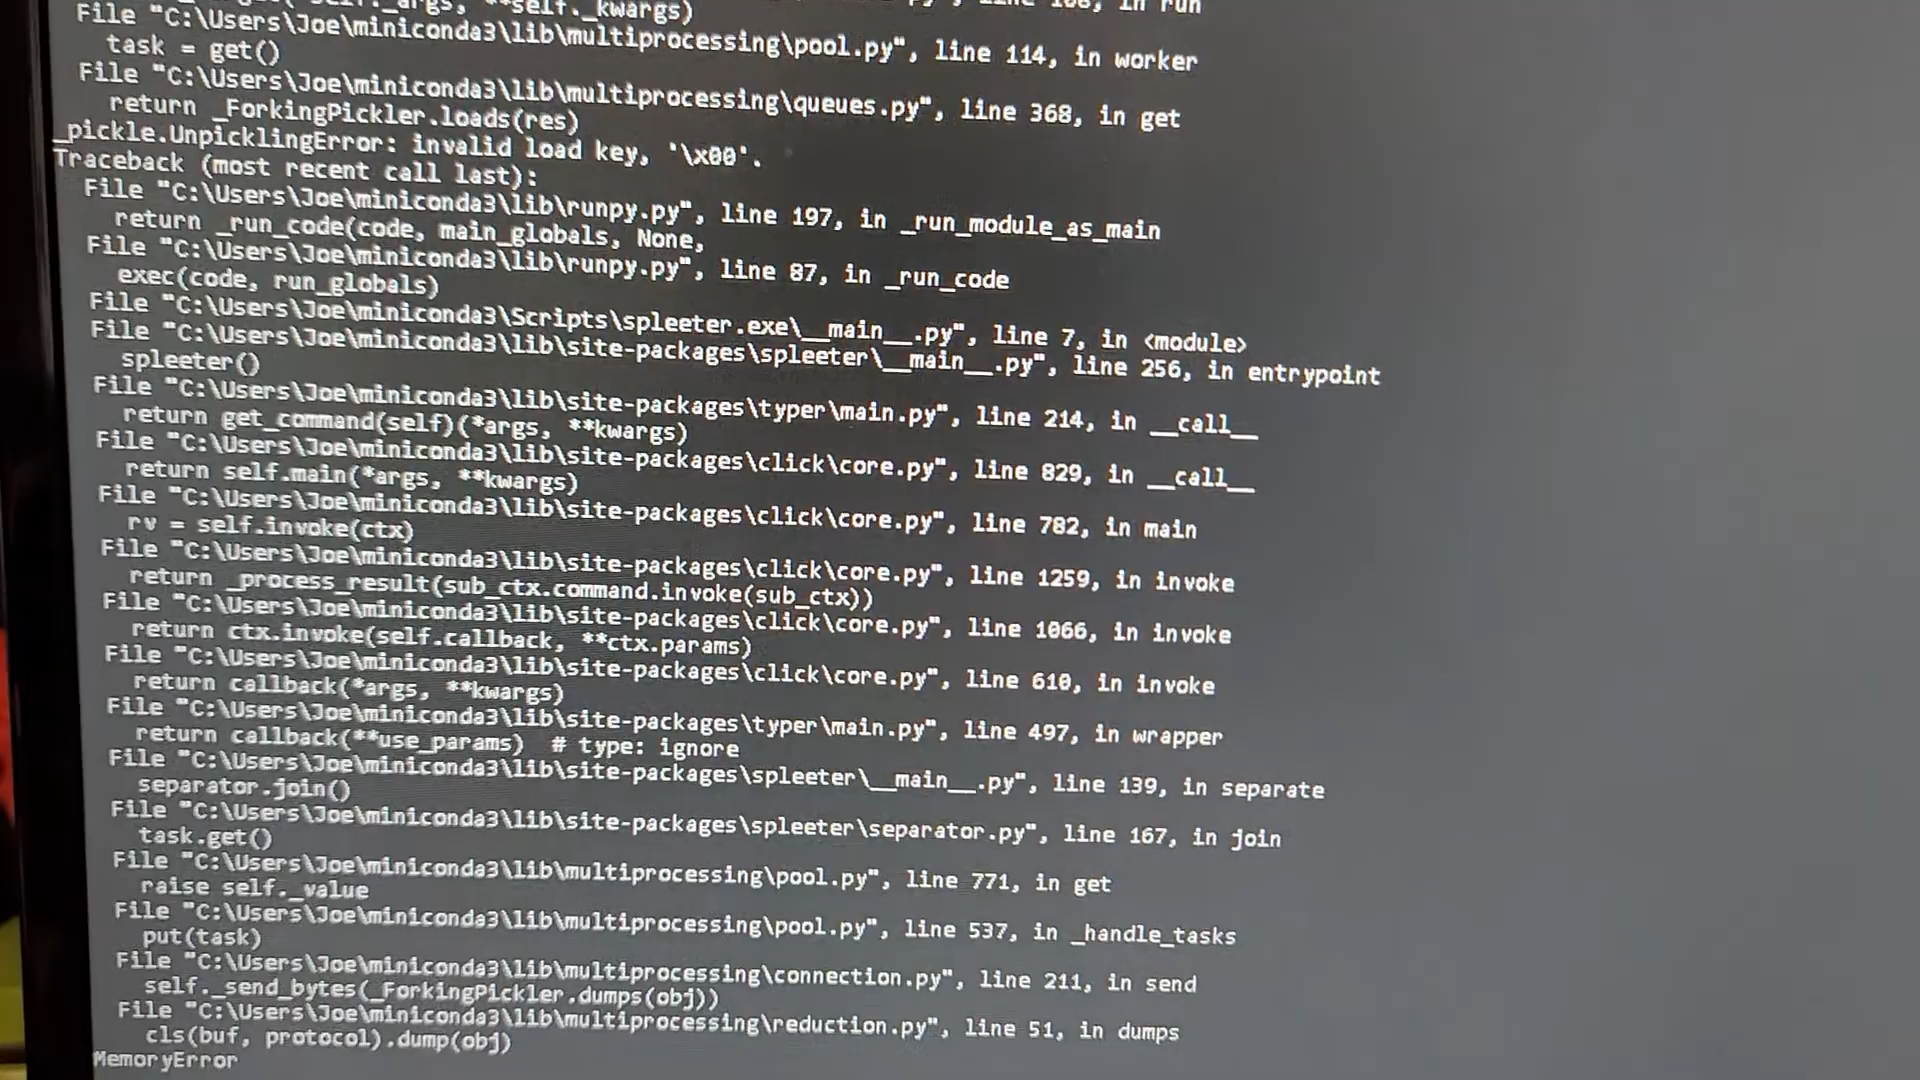 self._args, **self._kwargs)
line 108, in run
File "C:\Users\Joe\miniconda3\lib\multiprocessing\pool.py", line 114, in worker
task = get()
File "C:\Users\Joe\miniconda3\lib\multiprocessing\queues.py", line 368, in get
return _ForkingPickler.loads(res)
_pickle.UnpicklingError: invalid load key, '\x00'.
Traceback (most recent call last):
File "C:\Users\Joe\miniconda3\lib\runpy.py", line 197, in _run_module_as_main
return _run_code(code, main_globals, None,
File "C:\Users\Joe\miniconda3\lib\runpy.py", line 87, in _run_code
exec(code, run_globals)
File "C:\Users\Joe\miniconda3\Scripts\spleeter.exe\__main__.py", line 7, in <module>
File "C:\Users\Joe\miniconda3\lib\site-packages\spleeter\__main__.py", line 256, in entrypoint
spleeter()
File "C:\Users\Joe\miniconda3\lib\site-packages\typer\main.py", line 214, in __call__
return get_command(self)(*args, **kwargs)
File "C:\Users\Joe\miniconda3\lib\site-packages\click\core.py", line 829, in __call__
return self.main(*args, **kwargs)
File "C:\Users\Joe\miniconda3\lib\site-packages\click\core.py", line 782, in main
rv = self.invoke(ctx)
File "C:\Users\Joe\miniconda3\lib\site-packages\click\core.py", line 1259, in invoke
return _process_result(sub_ctx.command.invoke(sub_ctx))
File "C:\Users\Joe\miniconda3\lib\site-packages\click\core.py", line 1066, in invoke
return ctx.invoke(self.callback, **ctx.params)
File "C:\Users\Joe\miniconda3\lib\site-packages\click\core.py", line 610, in invoke
return callback(*args, **kwargs)
File "C:\Users\Joe\miniconda3\lib\site-packages\typer\main.py", line 497, in wrapper
return callback(**use_params)  # type: ignore
File "C:\Users\Joe\miniconda3\lib\site-packages\spleeter\__main__.py", line 139, in separate
separator.join()
File "C:\Users\Joe\miniconda3\lib\site-packages\spleeter\separator.py", line 167, in join
task.get()
File "C:\Users\Joe\miniconda3\lib\multiprocessing\pool.py", line 771, in get
raise self._value
File "C:\Users\Joe\miniconda3\lib\multiprocessing\pool.py", line 537, in _handle_tasks
put(task)
File "C:\Users\Joe\miniconda3\lib\multiprocessing\connection.py", line 211, in send
self._send_bytes(_ForkingPickler.dumps(obj))
File "C:\Users\Joe\miniconda3\lib\multiprocessing\reduction.py", line 51, in dumps
cls(buf, protocol).dump(obj)
MemoryError